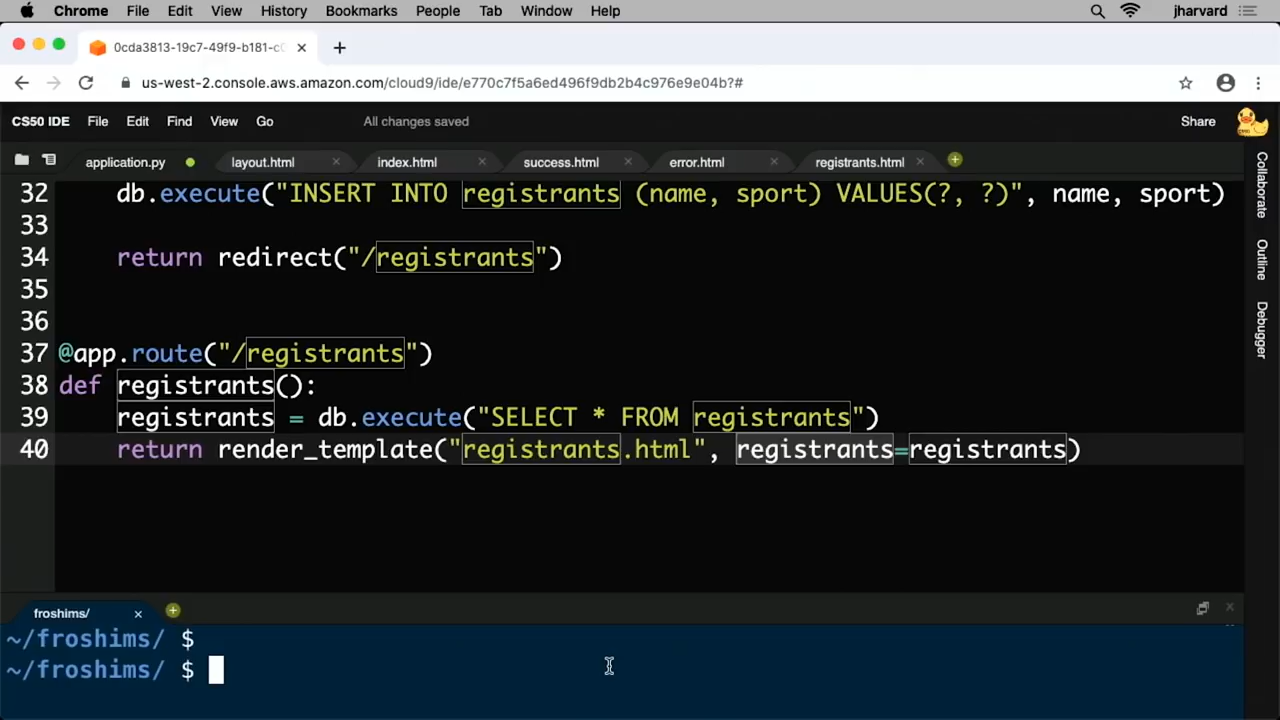 Chrome File Edit View History Bookmarks People Tab Window Help jharvard
0cda3813-19c7-49f9-b181-c
us-west-2.console.aws.amazon.com/cloud9/ide/e770c7f5a6ed496f9db2b4c976e9e04b?#
CS50 IDE File Edit Find View Go All changes saved Share
application.py layout.html index.html success.html error.html registrants.html
32 db.execute("INSERT INTO registrants (name, sport) VALUES(?, ?)", name, sport)
33
34 return redirect("/registrants")
35
36
37 @app.route("/registrants")
38 def registrants():
39 registrants = db.execute("SELECT * FROM registrants")
40 return render_template("registrants.html", registrants=registrants)
Collaborate
Outline
Debugger
froshims/
~/froshims/ $
~/froshims/ $